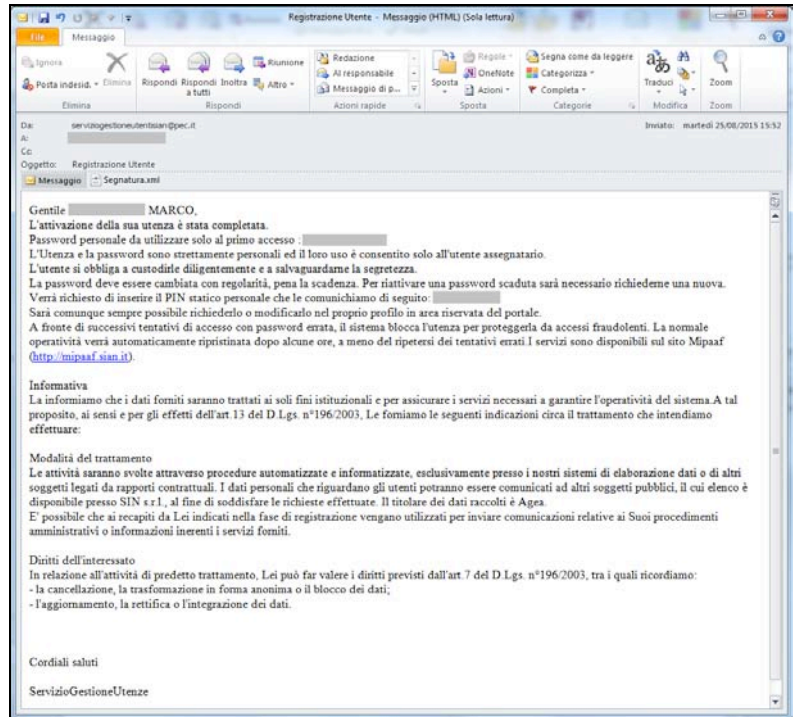 Registrazione Utente - Messaggio (HTML) (Sola lettura)
File Messaggio
Ignora
Posta indesid.
Elimina
Rispondi Rispondi a tutti Inoltra
Riunione
Altro
Redazione
Al responsabile
Messaggio di p...
Sposta
Regole
OneNote
Azioni
Segna come da leggere
Categorizza
Completa
Traduci
Zoom
Elimina Rispondi Azioni rapide Sposta Categorie Modifica Zoom
Da: serviziogestioneutentisian@pec.it Inviato: martedì 25/08/2015 15:52
A:
Cc:
Oggetto: Registrazione Utente
Messaggio Segnatura.xml
Gentile MARCO,
L'attivazione della sua utenza è stata completata.
Password personale da utilizzare solo al primo accesso :
L'Utenza e la password sono strettamente personali ed il loro uso è consentito solo all'utente assegnatario.
L'utente si obbliga a custodirle diligentemente e a salvaguardarne la segretezza.
La password deve essere cambiata con regolarità, pena la scadenza. Per riattivare una password scaduta sarà necessario richiederne una nuova.
Verrà richiesto di inserire il PIN statico personale che le comunichiamo di seguito:
Sarà comunque sempre possibile richiederlo o modificarlo nel proprio profilo in area riservata del portale.
A fronte di successivi tentativi di accesso con password errata, il sistema blocca l'utenza per proteggerla da accessi fraudolenti. La normale
operatività verrà automaticamente ripristinata dopo alcune ore, a meno del ripetersi dei tentativi errati.I servizi sono disponibili sul sito Mipaaf
(http://mipaaf.sian.it).
Informativa
La informiamo che i dati forniti saranno trattati ai soli fini istituzionali e per assicurare i servizi necessari a garantire l'operatività del sistema.A tal
proposito, ai sensi e per gli effetti dell'art.13 del D.Lgs. n°196/2003, Le forniamo le seguenti indicazioni circa il trattamento che intendiamo
effettuare:
Modalità del trattamento
Le attività saranno svolte attraverso procedure automatizzate e informatizzate, esclusivamente presso i nostri sistemi di elaborazione dati o di altri
soggetti legati da rapporti contrattuali. I dati personali che riguardano gli utenti potranno essere comunicati ad altri soggetti pubblici, il cui elenco è
disponibile presso SIN s.r.l., al fine di soddisfare le richieste effettuate. Il titolare dei dati raccolti è Agea.
E' possibile che ai recapiti da Lei indicati nella fase di registrazione vengano utilizzati per inviare comunicazioni relative ai Suoi procedimenti
amministrativi o informazioni inerenti i servizi forniti.
Diritti dell'interessato
In relazione all'attività di predetto trattamento, Lei può far valere i diritti previsti dall'art.7 del D.Lgs. n°196/2003, tra i quali ricordiamo:
- la cancellazione, la trasformazione in forma anonima o il blocco dei dati;
- l'aggiornamento, la rettifica o l'integrazione dei dati.
Cordiali saluti
ServizioGestioneUtenze